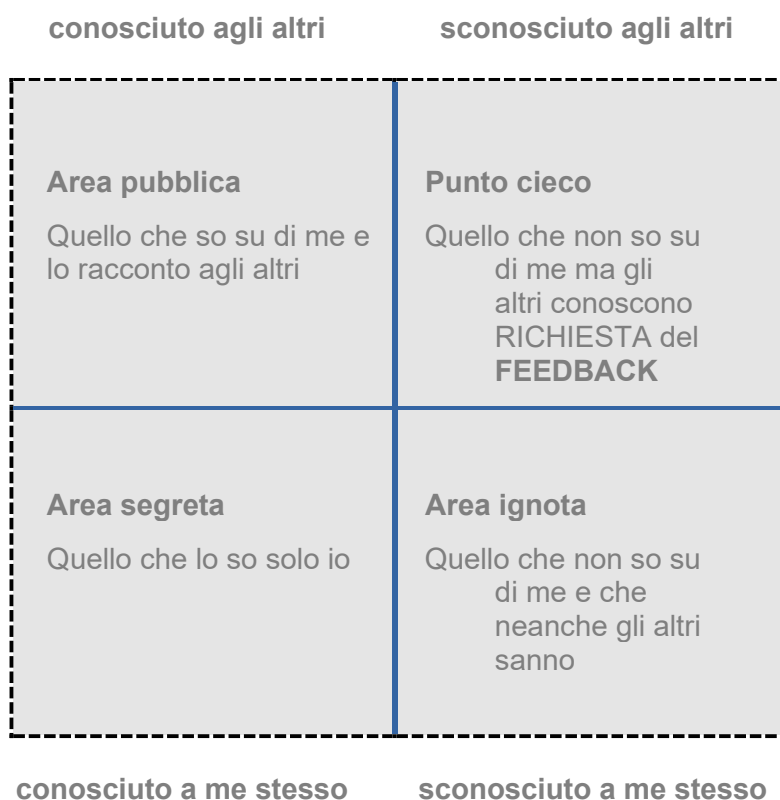 conosciuto agli altri
sconosciuto agli altri
Area pubblica
Quello che so su di me e
lo racconto agli altri
Punto cieco
Quello che non so su
di me ma gli
altri conoscono
RICHIESTA del
FEEDBACK
Area segreta
Quello che lo so solo io
Area ignota
Quello che non so su
di me e che
neanche gli altri
sanno
conosciuto a me stesso
sconosciuto a me stesso